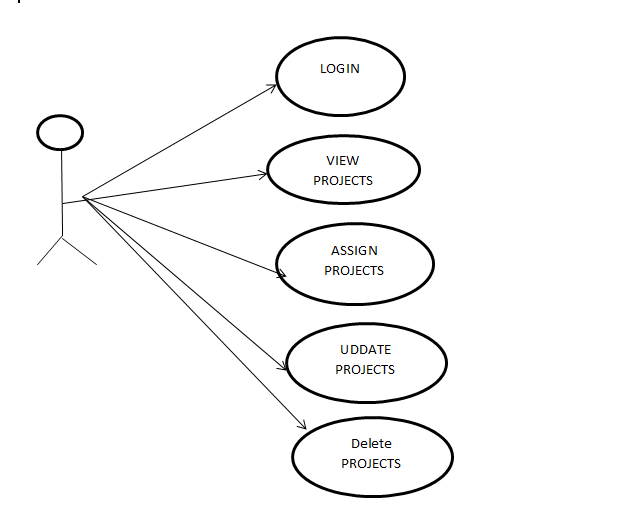 LOGIN
VIEW
PROJECTS
ASSIGN
PROJECTS
UDDATE
PROJECTS
Delete
PROJECTS